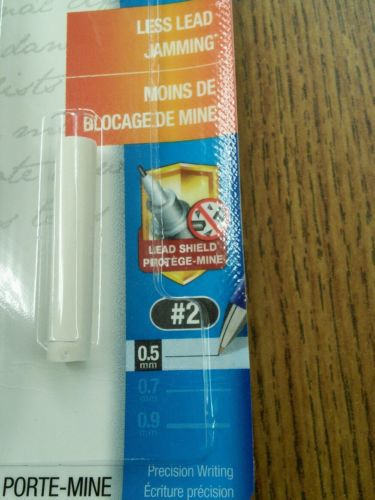 LESS LEAD
JAMMING*
MOINS DE
BLOCAGE DE MINE*
LEAD SHIELD
PROTÈGE-MINE
#2
0.5
mm
0.7
mm
0.9
mm
Precision Writing
Écriture précision
PORTE-MINE